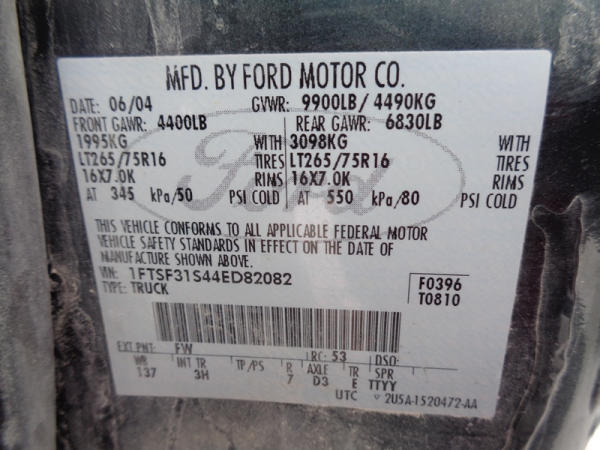 MFD. BY FORD MOTOR CO.
DATE: 06/04 GVWR: 9900LB/ 4490KG
FRONT GAWR: 4400LB REAR GAWR: 6830LB
1995KG WITH 3098KG WITH
LT265/75R16 TIRES LT265/75R16 TIRES
16X7.0K RIMS 16X7.0K RIMS
AT 345 kPa/50 PSI COLD AT 550 kPa/80 PSI COLD
Ford
THIS VEHICLE CONFORMS TO ALL APPLICABLE FEDERAL MOTOR
VEHICLE SAFETY STANDARDS IN EFFECT ON THE DATE OF
MANUFACTURE SHOWN ABOVE.
VIN: 1FTSF31S44ED82082 F0396
TYPE: TRUCK T0810
EXT PNT: FW RC: 53 DSO:
WB INT TR TP/PS R AXLE TR SPR
137 3H 7 D3 E TTYY
UTC ▽ 2U5A-1520472-AA